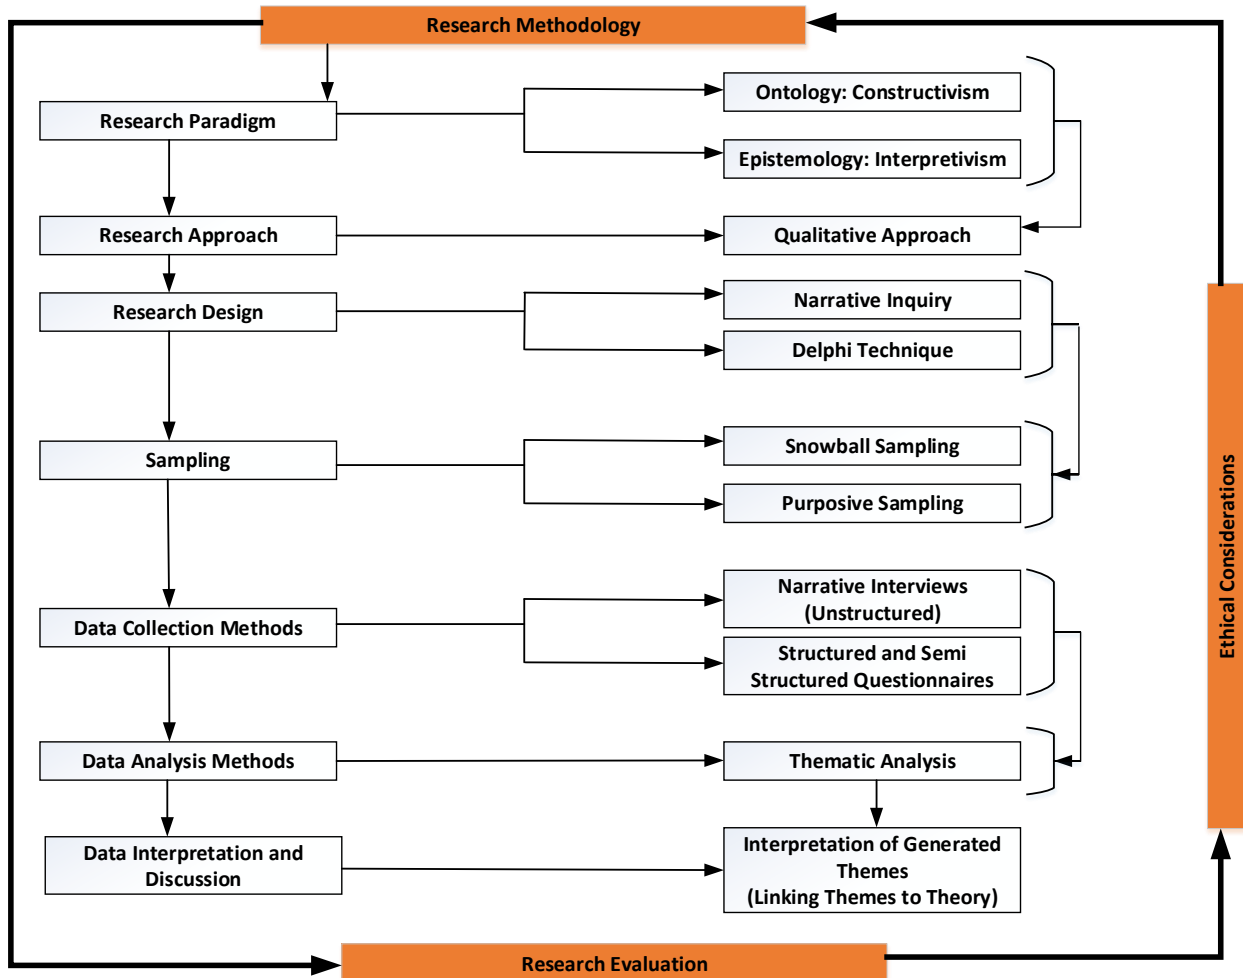 Research Methodology
Research Paradigm
Ontology: Constructivism
Epistemology: Interpretivism
Research Approach
Qualitative Approach
Research Design
Narrative Inquiry
Delphi Technique
Sampling
Snowball Sampling
Purposive Sampling
Data Collection Methods
Narrative Interviews
(Unstructured)
Structured and Semi
Structured Questionnaires
Data Analysis Methods
Thematic Analysis
Data Interpretation and
Discussion
Interpretation of Generated
Themes
(Linking Themes to Theory)
Ethical Considerations
Research Evaluation